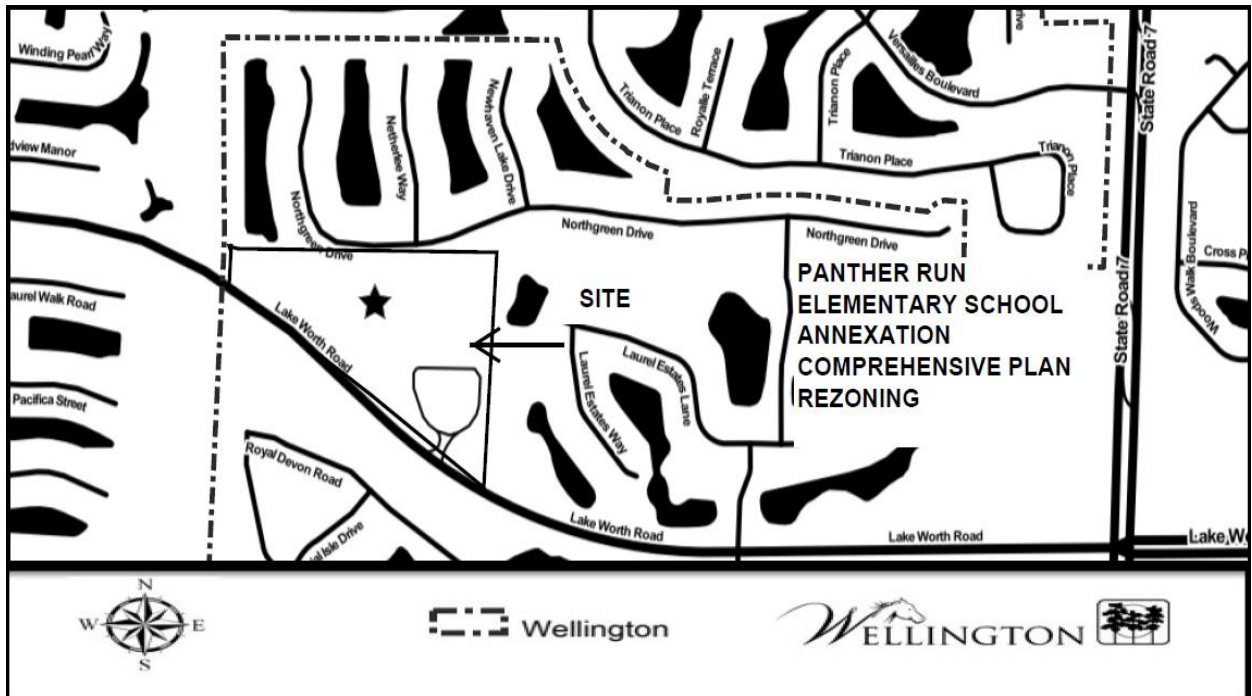 Winding Pearl Way
dview Manor
aurel Walk Road
Pacifica Street
Northgreen Drive
Netherlee Way
Newhaven Lake Drive
Trianon Place
Royalle Terrace
Trianon Place
Versailles Boulevard
Trianon Place
Trianon Place
Drive
State Road 7
State Road 7
Woods Walk Boulevard
Cross P
Northgreen Drive
Northgreen Drive
Lake Worth Road
SITE
PANTHER RUN
ELEMENTARY SCHOOL
ANNEXATION
COMPREHENSIVE PLAN
REZONING
Laurel Estates Lane
Laurel Estates Way
Royal Devon Road
ial Isle Drive
Lake Worth Road
Lake Worth Road
Lake W
N
W E
S
Wellington
WELLINGTON